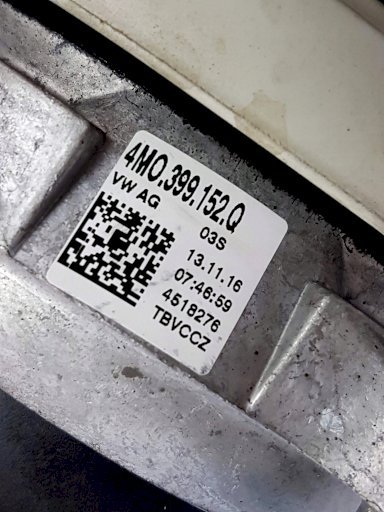 4M0.399.152.Q
VW AG
03S
13.11.16
07:46:59
4518276
TBVCCZ